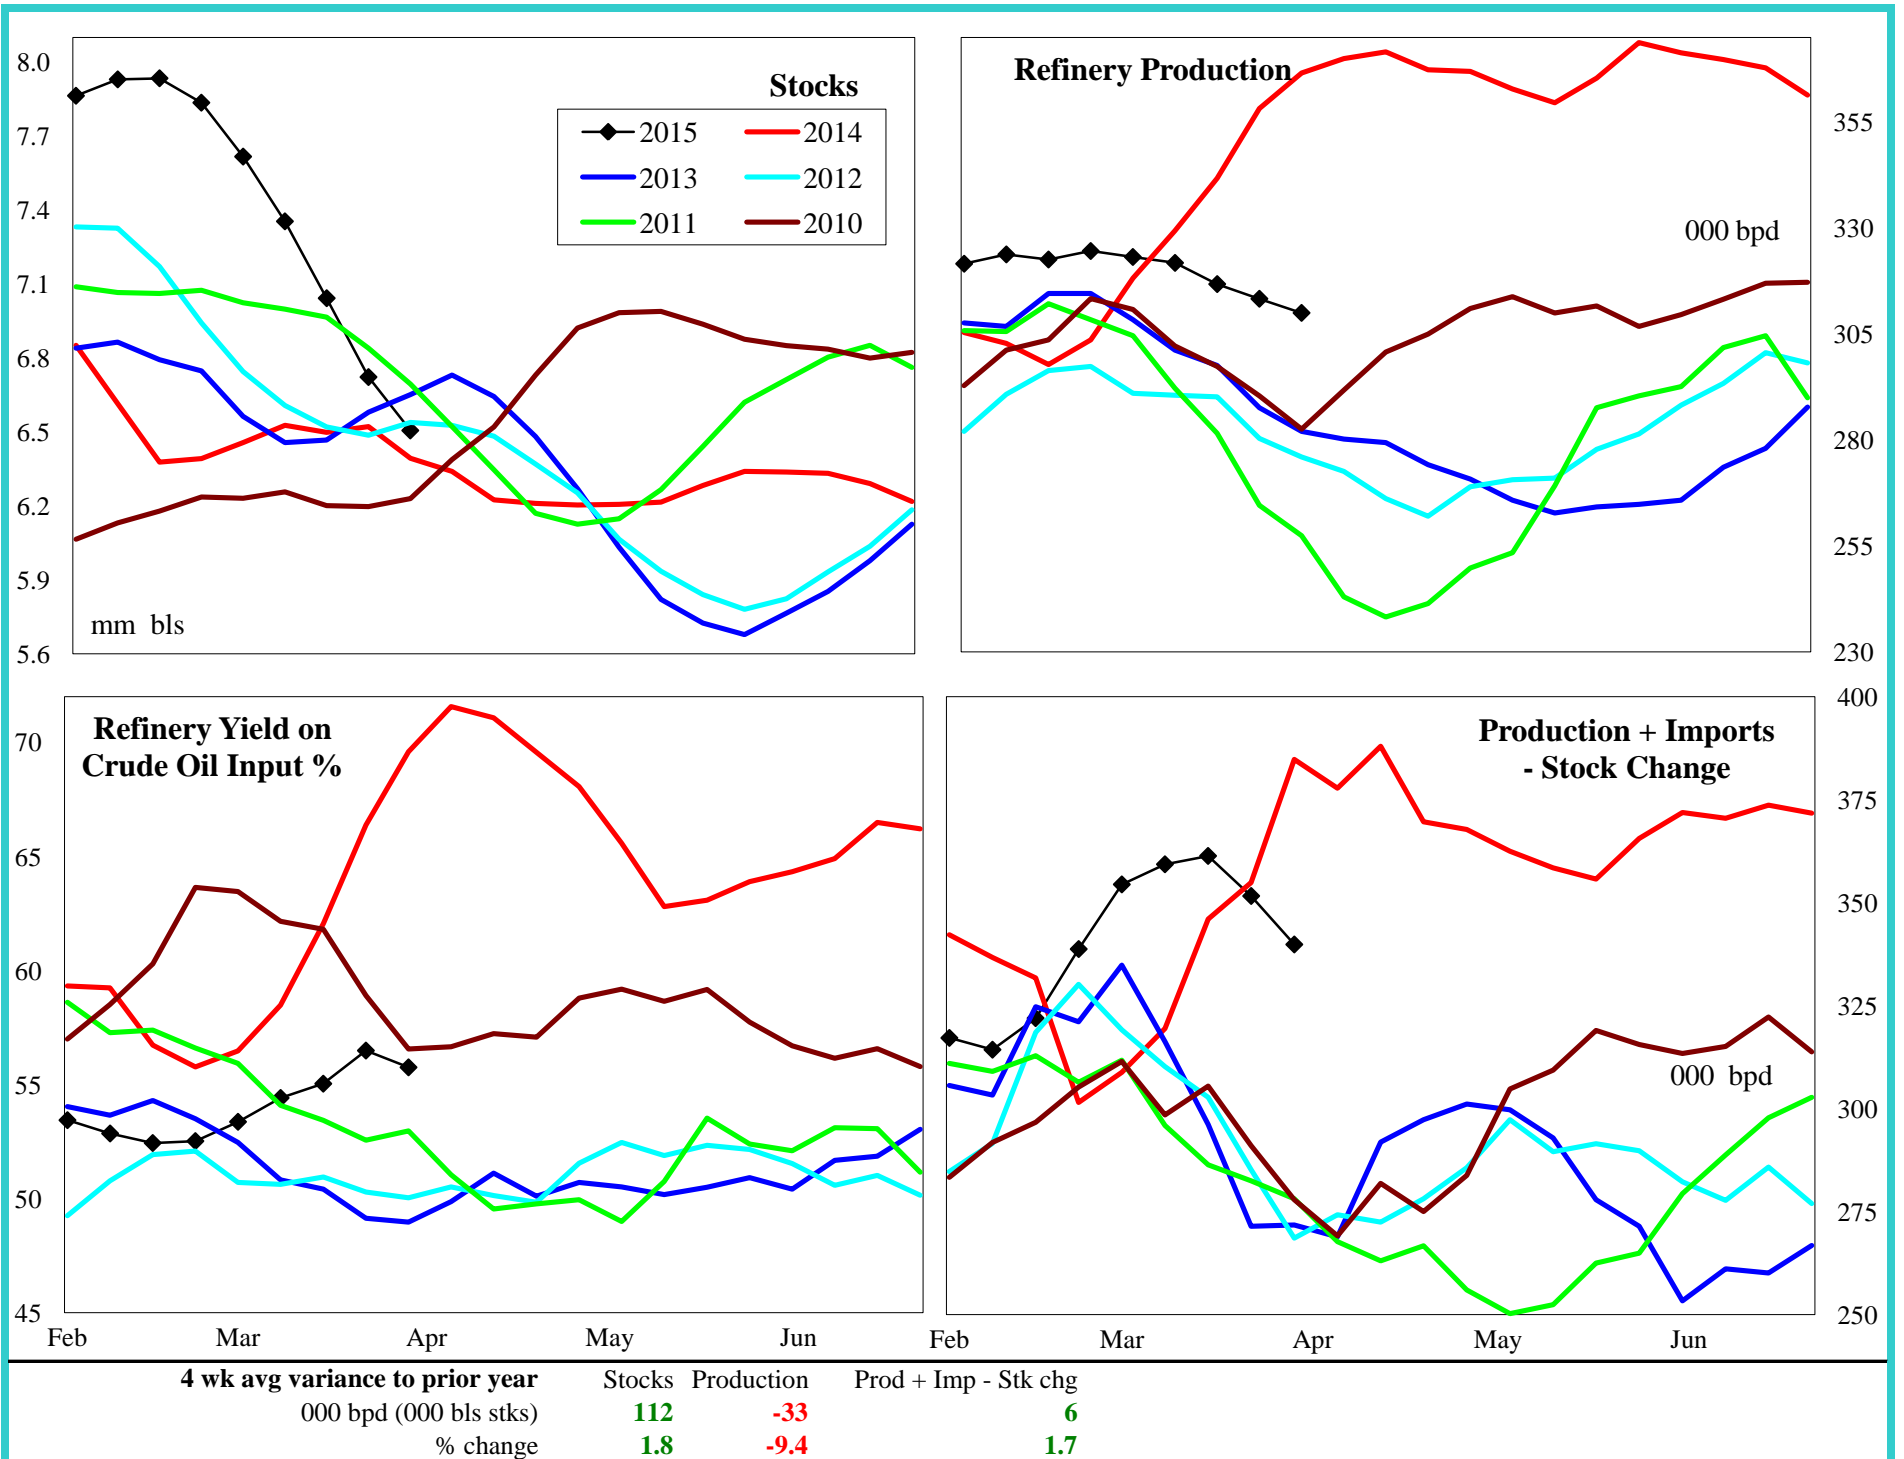 Stocks
8.0
7.7
7.4
7.1
6.8
6.5
6.2
5.9
5.6
2015 2014
2013 2012
2011 2010
mm bls
Refinery Production
000 bpd
355
330
305
280
255
230
Refinery Yield on
Crude Oil Input %
70
65
60
55
50
45
Feb Mar Apr May Jun
Production + Imports
- Stock Change
000 bpd
400
375
350
325
300
275
250
Feb Mar Apr May Jun
4 wk avg variance to prior year Stocks Production Prod + Imp - Stk chg
000 bpd (000 bls stks) 112 -33 6
% change 1.8 -9.4 1.7